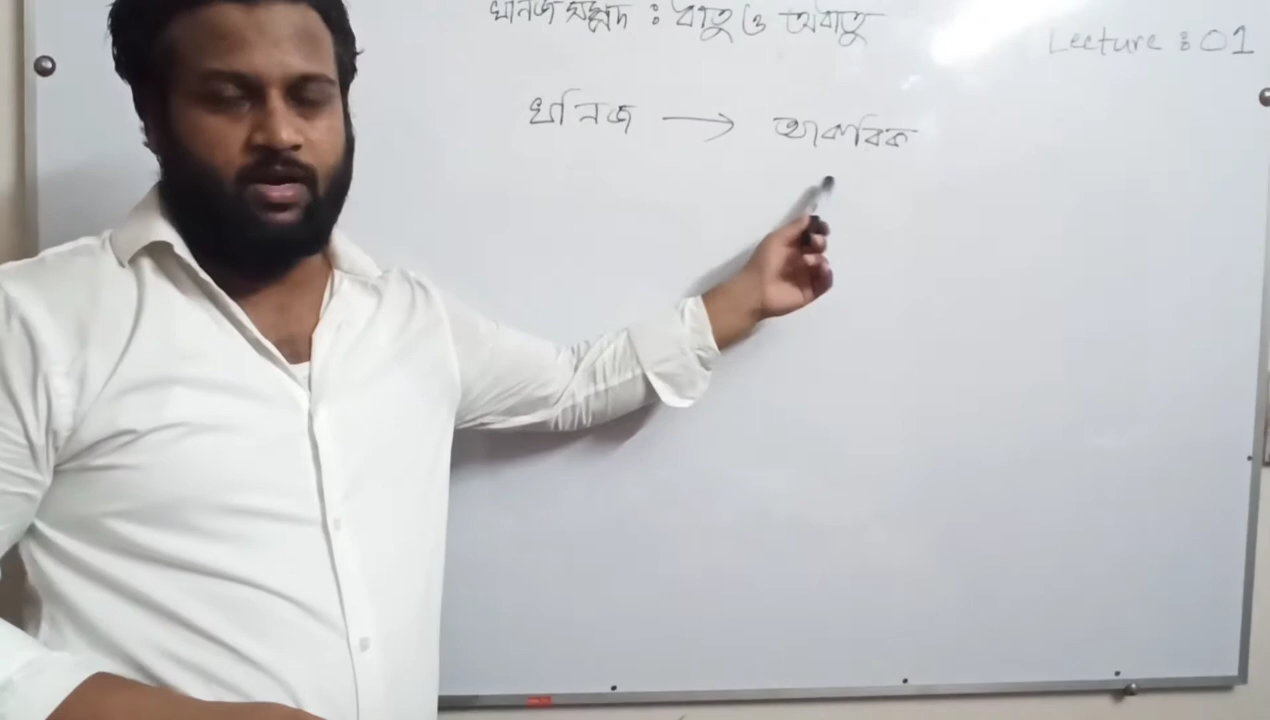 খনিজ সম্পদ : ধাতু ও অধাতু
Lecture : 01
খনিজ → আকরিক